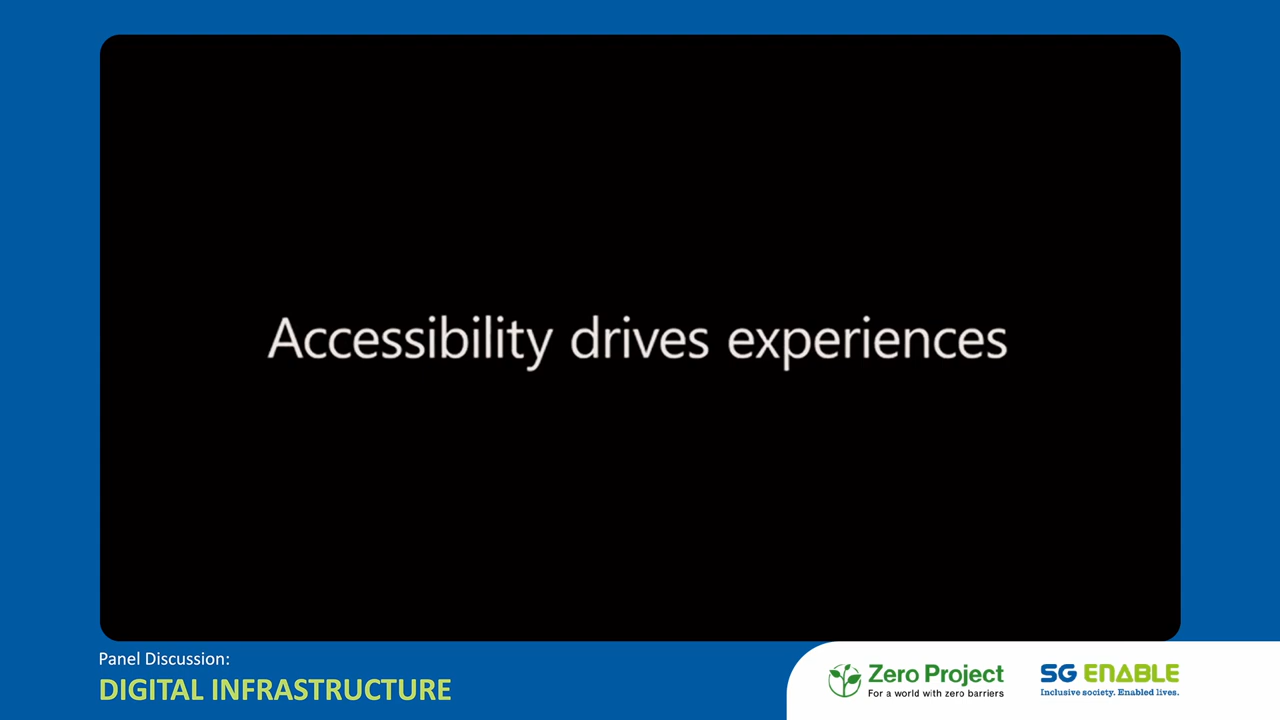 Accessibility drives experiences
Panel Discussion:
DIGITAL INFRASTRUCTURE
Zero Project
For a world with zero barriers
SG ENABLE
Inclusive society. Enabled lives.